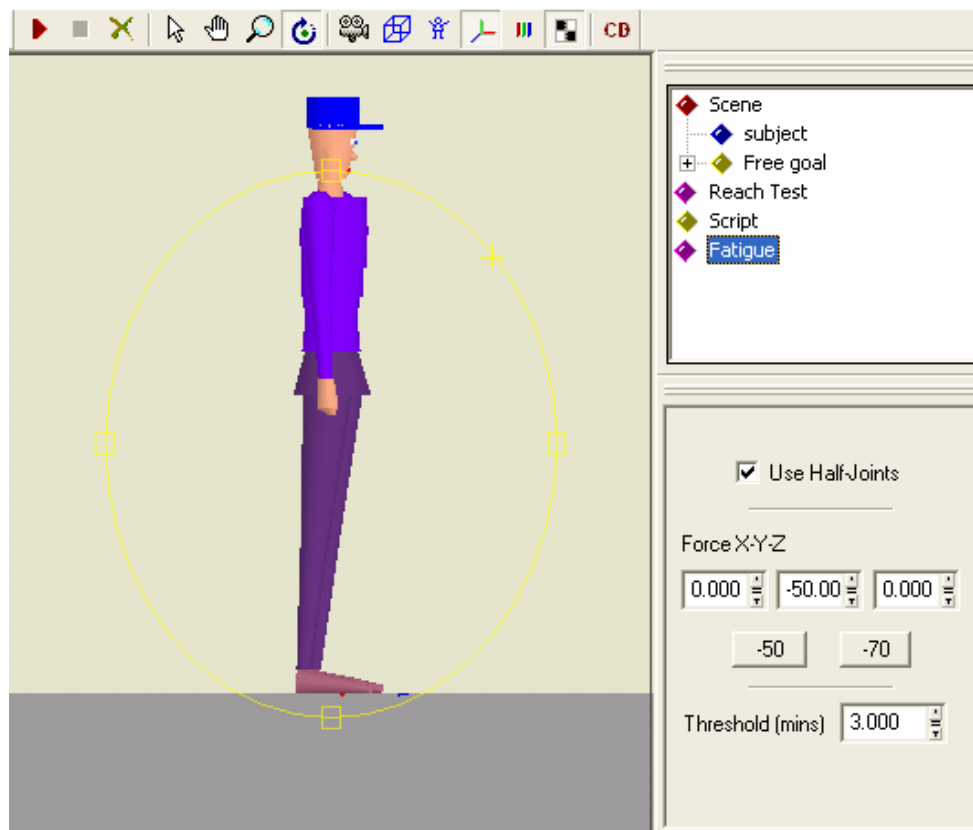 CD
Scene
subject
Free goal
Reach Test
Script
Fatigue
Use Half-Joints
Force X-Y-Z
0.000 -50.00 0.000
-50 -70
Threshold (mins) 3.000